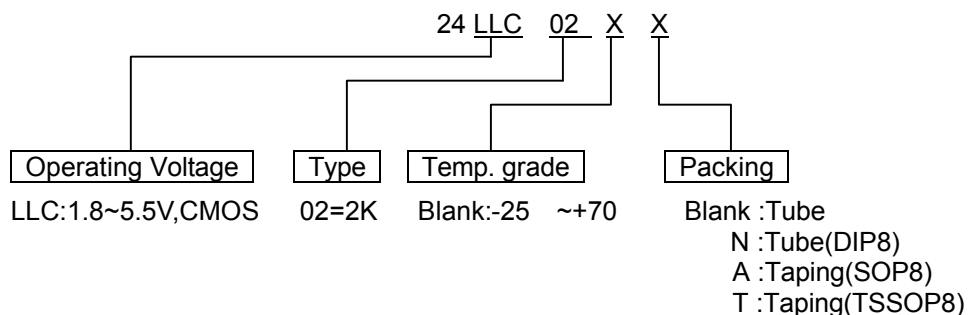 24 LLC 02 X X
Operating Voltage Type Temp. grade Packing
LLC:1.8~5.5V,CMOS 02=2K Blank:-25 ~+70 Blank :Tube
N :Tube(DIP8)
A :Taping(SOP8)
T :Taping(TSSOP8)